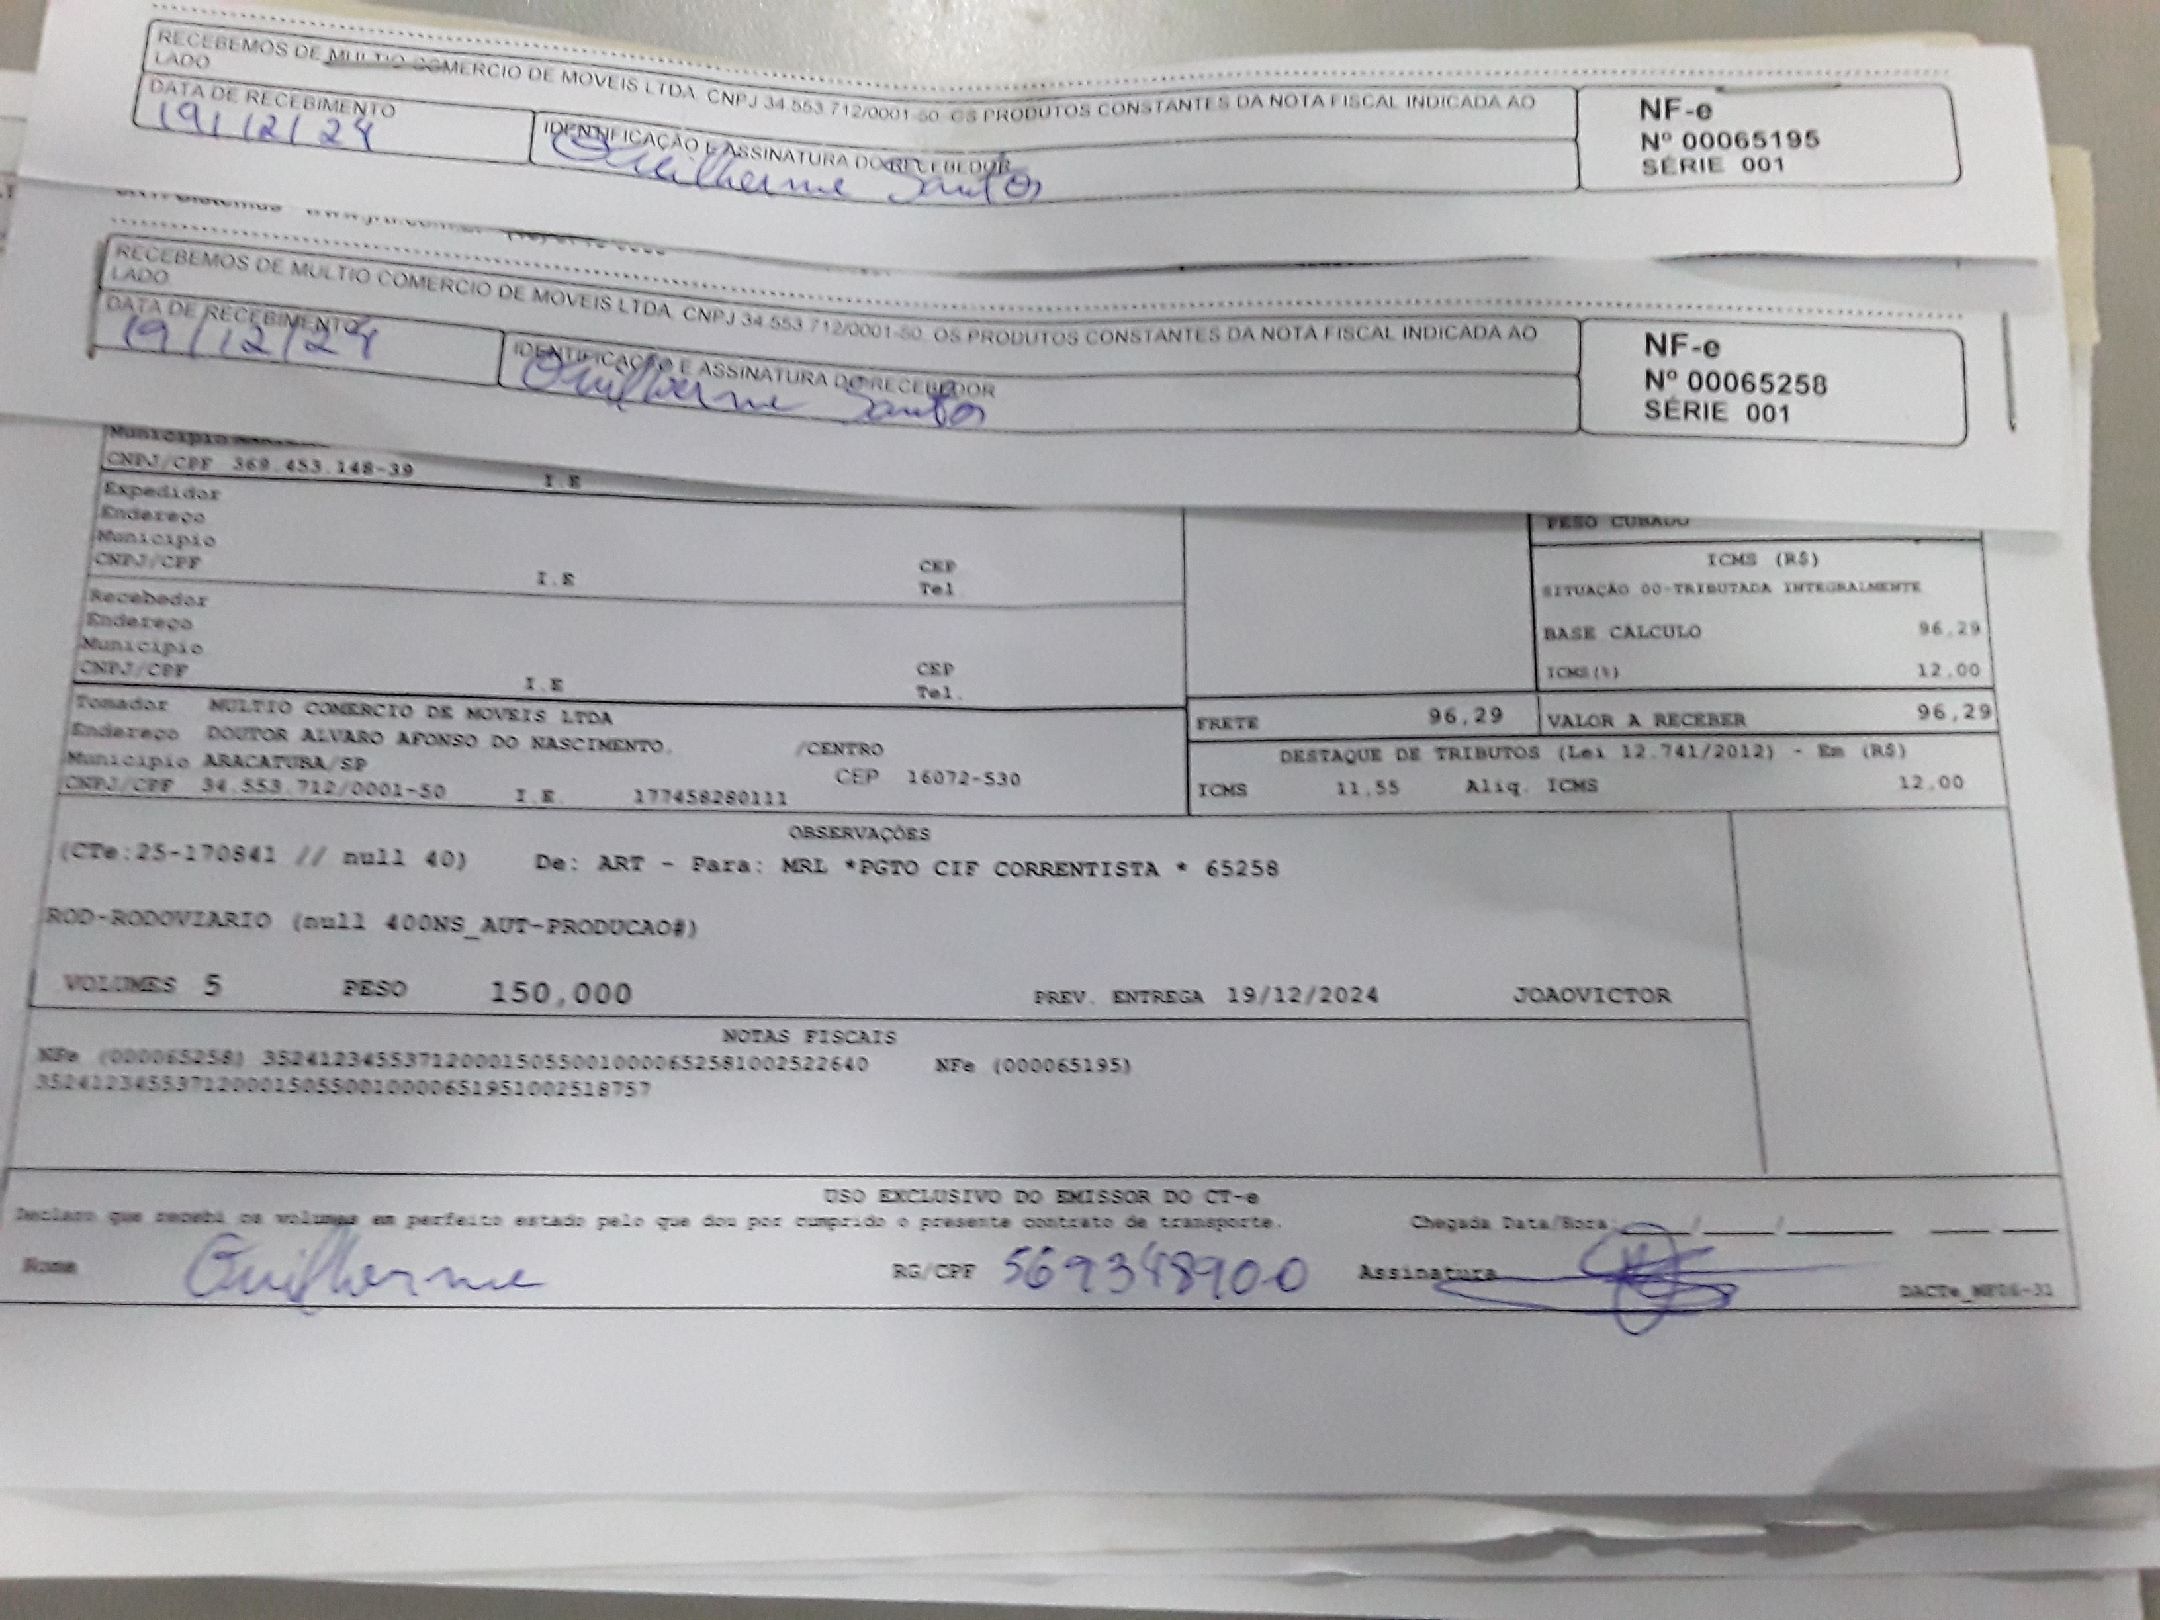 RECEBEMOS DE MULTIO COMERCIO DE MOVEIS LTDA. CNPJ 34.553.712/0001-50. OS PRODUTOS CONSTANTES DA NOTA FISCAL INDICADA AO
LADO
DATA DE RECEBIMENTO
19/12/24
IDENTIFICAÇÃO E ASSINATURA DO RECEBEDOR
Guilherme Santos
NF-e
Nº 00065195
SÉRIE 001
RECEBEMOS DE MULTIO COMERCIO DE MOVEIS LTDA. CNPJ 34.553.712/0001-50. OS PRODUTOS CONSTANTES DA NOTA FISCAL INDICADA AO
LADO
DATA DE RECEBIMENTO
19/12/24
IDENTIFICAÇÃO E ASSINATURA DO RECEBEDOR
Guilherme Santos
NF-e
Nº 00065258
SÉRIE 001
Município
CNPJ/CPF 369.453.148-39 I.E
Expedidor
Endereço
Município CEP
CNPJ/CPF I.E Tel
Recebedor
Endereço
Município CEP
CNPJ/CPF I.E Tel.
PESO CUBADO
ICMS (R$)
SITUAÇÃO 00-TRIBUTADA INTEGRALMENTE
BASE CÁLCULO 96,29
ICMS(%) 12,00
Tomador MULTIO COMERCIO DE MOVEIS LTDA
Endereço DOUTOR ALVARO AFONSO DO NASCIMENTO, /CENTRO
Município ARACATUBA/SP CEP 16072-530
CNPJ/CPF 34.553.712/0001-50 I.E. 177458280111
FRETE 96,29 VALOR A RECEBER 96,29
DESTAQUE DE TRIBUTOS (Lei 12.741/2012) - Em (R$)
ICMS 11,55 Aliq. ICMS 12,00
OBSERVAÇÕES
(CTe:25-170841 // null 40) De: ART - Para: MRL *PGTO CIF CORRENTISTA * 65258
ROD-RODOVIARIO (null 400NS_AUT-PRODUCAO#)
VOLUMES 5 PESO 150,000 PREV. ENTREGA 19/12/2024 JOAOVICTOR
NOTAS FISCAIS
NFe (000065258) 35241234553712000150550010000652581002522640 NFe (000065195)
35241234553712000150550010000651951002518757
USO EXCLUSIVO DO EMISSOR DO CT-e
Declaro que recebi os volumes em perfeito estado pelo que dou por cumprido o presente contrato de transporte. Chegada Data/Hora: / /
Nome Guilherme RG/CPF 569348900 Assinatura
DACTe_MF06-31